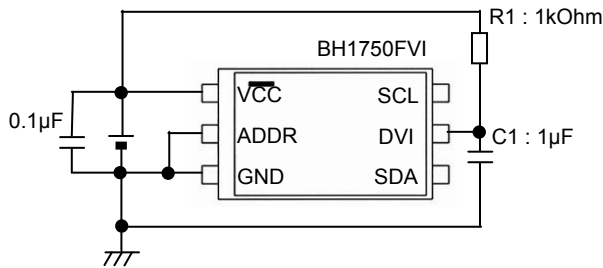 R1 : 1kOhm
BH1750FVI
VCC
SCL
0.1µF
ADDR
DVI
C1 : 1µF
GND
SDA